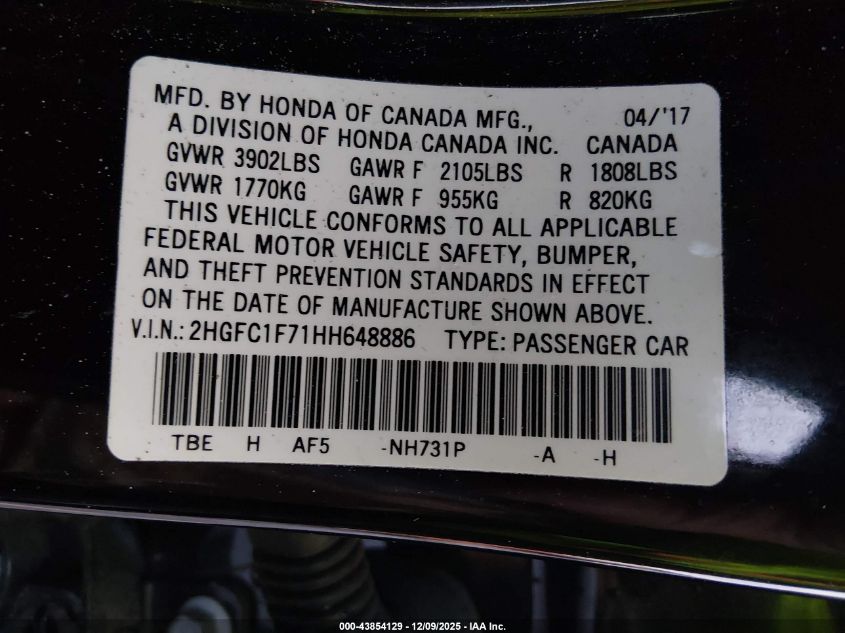 MFD. BY HONDA OF CANADA MFG., 04/'17
A DIVISION OF HONDA CANADA INC. CANADA
GVWR 3902LBS GAWR F 2105LBS R 1808LBS
GVWR 1770KG GAWR F 955KG R 820KG
THIS VEHICLE CONFORMS TO ALL APPLICABLE
FEDERAL MOTOR VEHICLE SAFETY, BUMPER,
AND THEFT PREVENTION STANDARDS IN EFFECT
ON THE DATE OF MANUFACTURE SHOWN ABOVE.
V.I.N.: 2HGFC1F71HH648886 TYPE: PASSENGER CAR
TBE H AF5 -NH731P -A -H
000-43854129 - 12/09/2025 - IAA Inc.